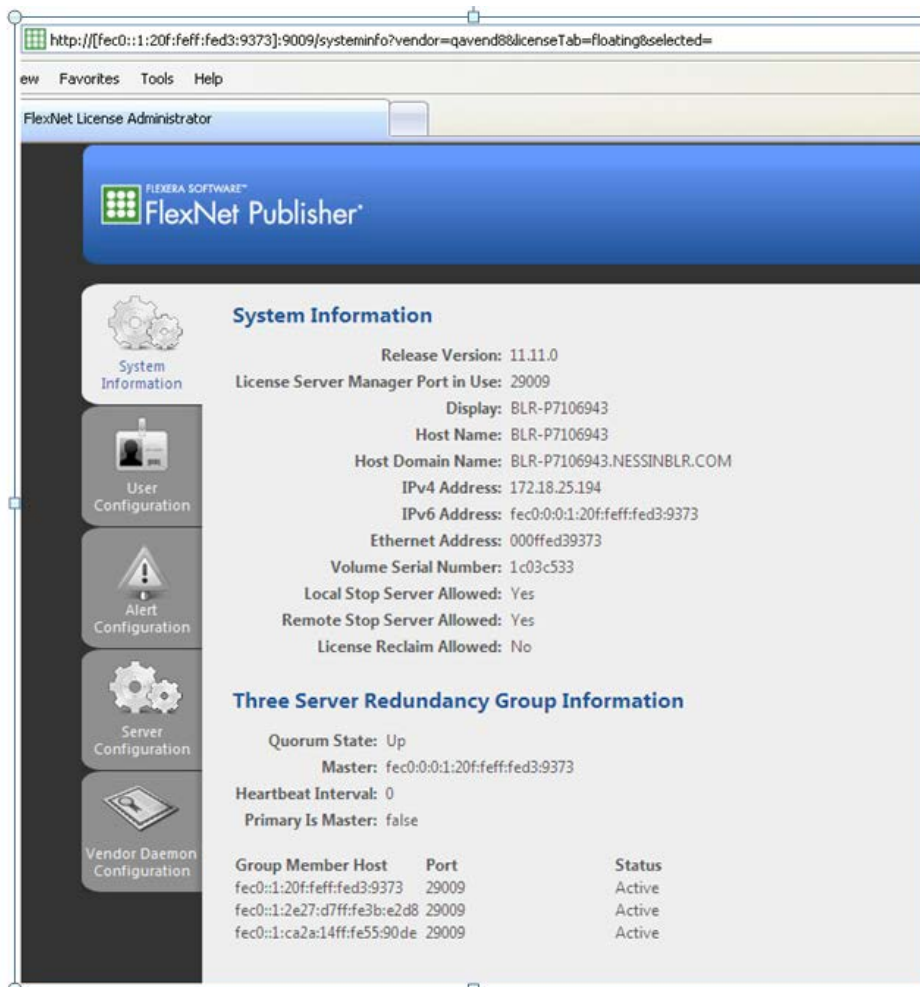 http://[fec0::1:20f:feff:fed3:9373]:9009/systeminfo?vendor=qavend8&licenseTab=floating&selected=
ew Favorites Tools Help
FlexNet License Administrator
FLEXERA SOFTWARE™
FlexNet Publisher®
System Information
System Information
Release Version: 11.11.0
License Server Manager Port in Use: 29009
Display: BLR-P7106943
Host Name: BLR-P7106943
Host Domain Name: BLR-P7106943.NESSINBLR.COM
IPv4 Address: 172.18.25.194
IPv6 Address: fec0:0:0:1:20f:feff:fed3:9373
Ethernet Address: 000ffed39373
Volume Serial Number: 1c03c533
Local Stop Server Allowed: Yes
Remote Stop Server Allowed: Yes
License Reclaim Allowed: No
User Configuration
Alert Configuration
Server Configuration
Vendor Daemon Configuration
Three Server Redundancy Group Information
Quorum State: Up
Master: fec0:0:0:1:20f:feff:fed3:9373
Heartbeat Interval: 0
Primary Is Master: false
Group Member Host Port Status
fec0::1:20f:feff:fed3:9373 29009 Active
fec0::1:2e27:d7ff:fe3b:e2d8 29009 Active
fec0::1:ca2a:14ff:fe55:90de 29009 Active